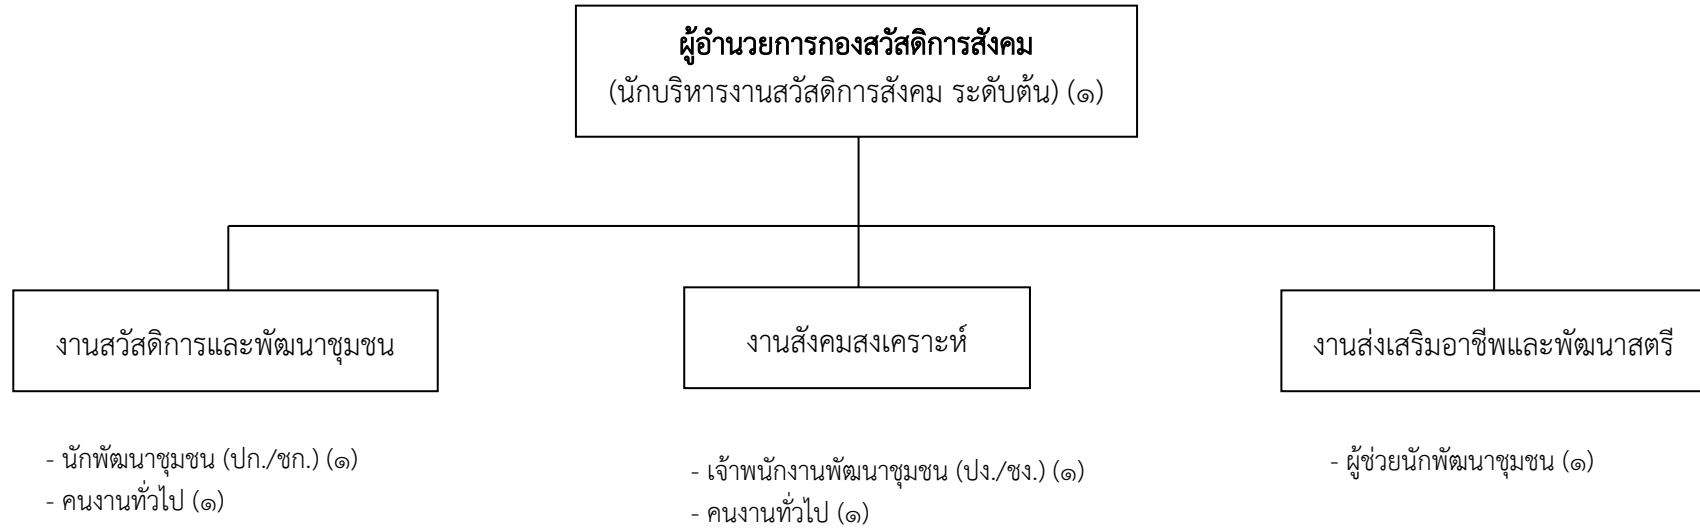 ผู้อำนวยการกองสวัสดิการสังคม
(นักบริหารงานสวัสดิการสังคม ระดับต้น) (๑)
งานสวัสดิการและพัฒนาชุมชน
งานสังคมสงเคราะห์
งานส่งเสริมอาชีพและพัฒนาสตรี
- นักพัฒนาชุมชน (ปก./ชก.) (๑)
- คนงานทั่วไป (๑)
- เจ้าพนักงานพัฒนาชุมชน (ปง./ชง.) (๑)
- คนงานทั่วไป (๑)
- ผู้ช่วยนักพัฒนาชุมชน (๑)